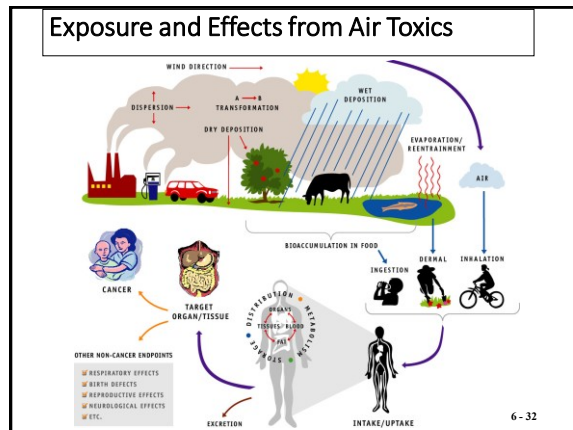 Exposure and Effects from Air Toxics
WIND DIRECTION
DISPERSION
A B
TRANSFORMATION
DRY DEPOSITION
WET
DEPOSITION
EVAPORATION/
REENTRAINMENT
AIR
BIOACCUMULATION IN FOOD
INGESTION
DERMAL
INHALATION
CANCER
TARGET
ORGAN/TISSUE
DISTRIBUTION
METABOLISM
STORAGE
ORGANS
TISSUES/BLOOD
FAT
OTHER NON-CANCER ENDPOINTS
RESPIRATORY EFFECTS
BIRTH DEFECTS
REPRODUCTIVE EFFECTS
NEUROLOGICAL EFFECTS
ETC.
EXCRETION
INTAKE/UPTAKE
6 - 32